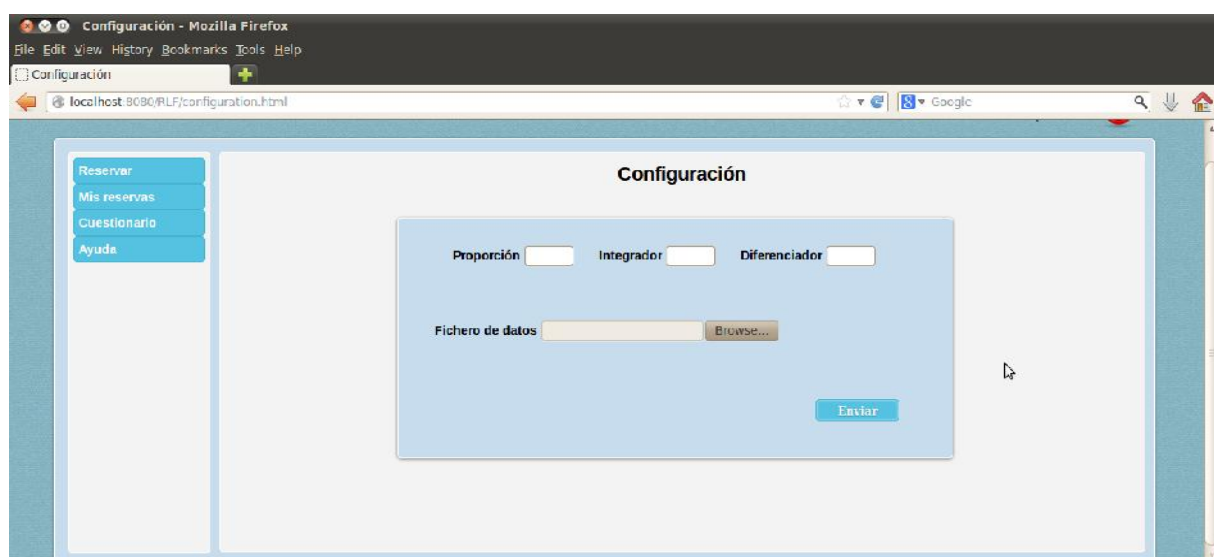 Configuración - Mozilla Firefox
File Edit View History Bookmarks Tools Help
Configuración
localhost:8080/RLF/configuration.html Google
Reservar
Mis reservas
Cuestionario
Ayuda
Configuración
Proporción Integrador Diferenciador
Fichero de datos Browse...
Enviar